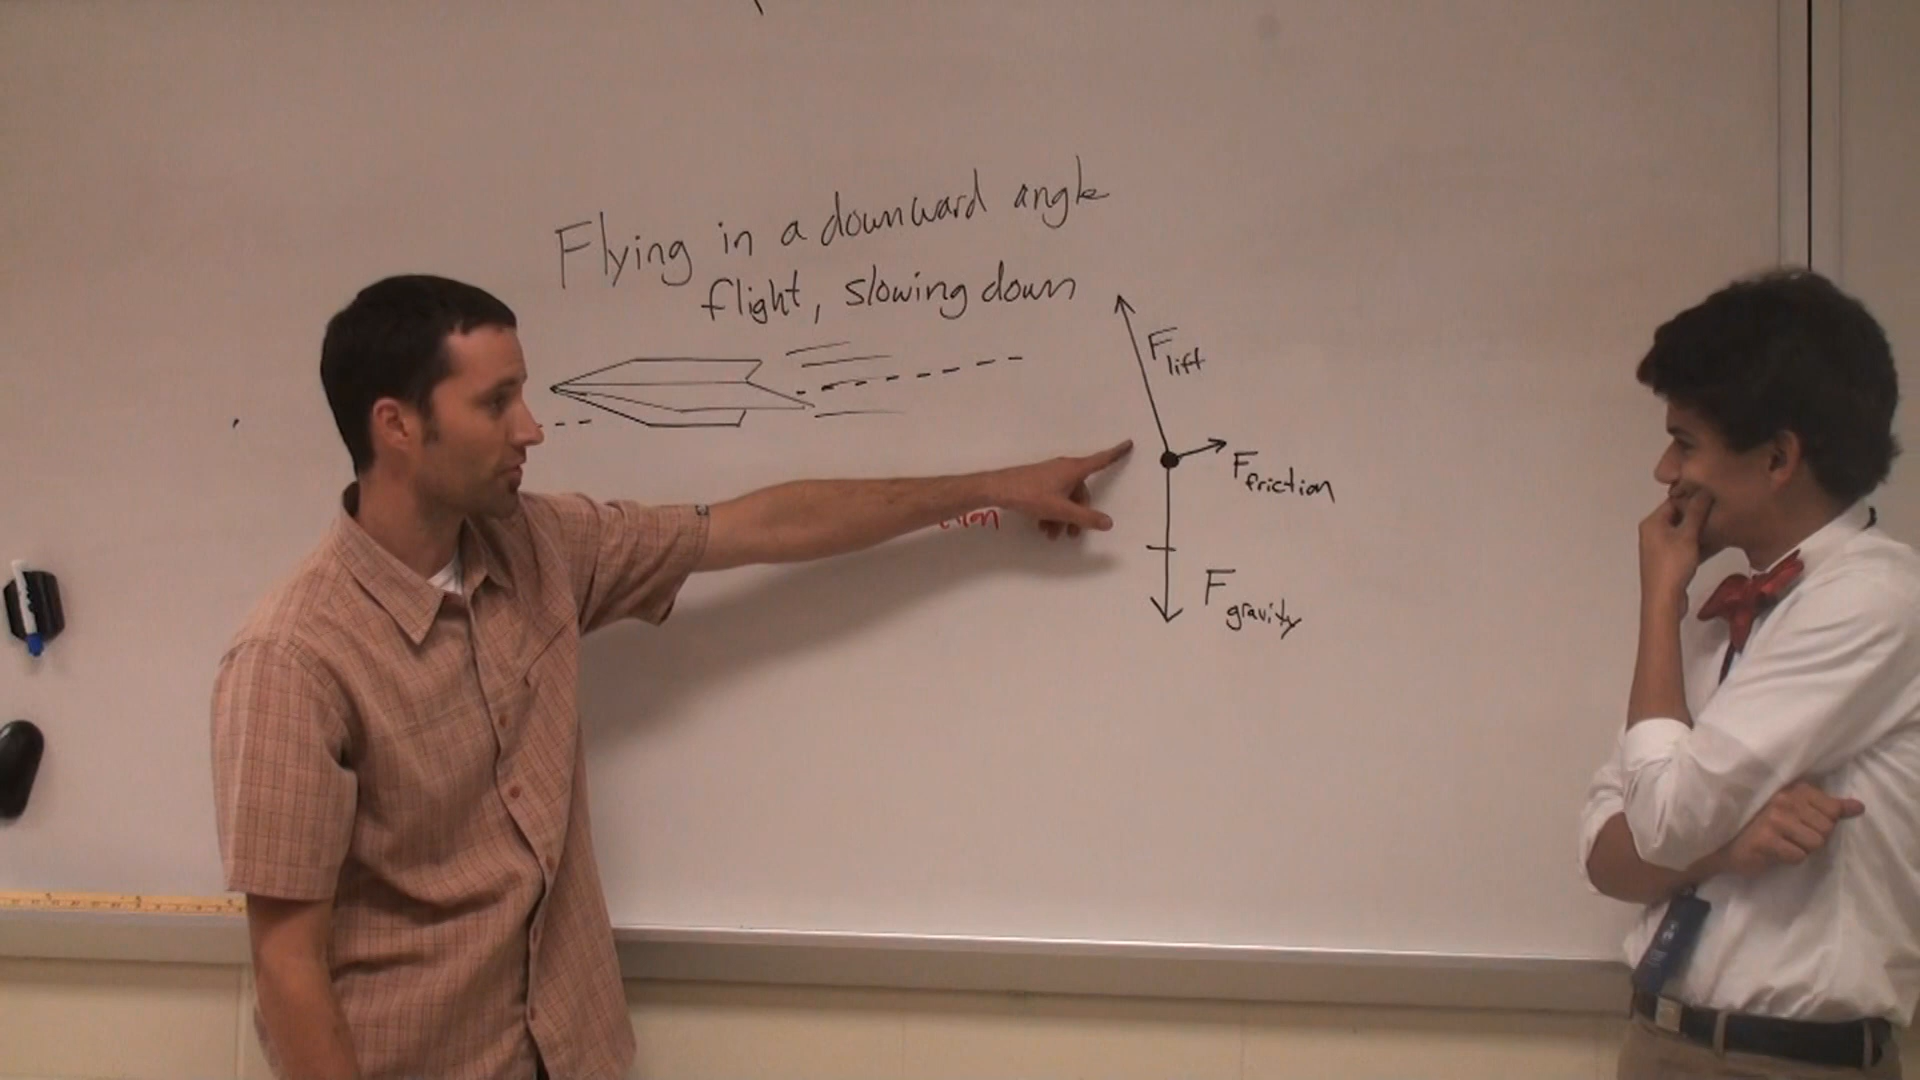 Flying in a downward angle
flight, slowing down
F lift
F friction
F gravity